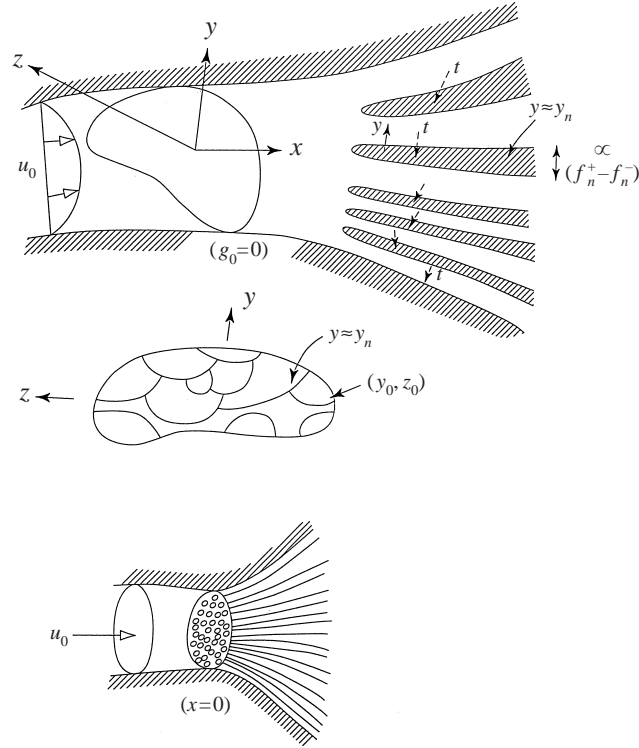 y
z
t
y≈yₙ
y
t
x
∝
(fₙ⁺−fₙ⁻)
u₀
(g₀=0)
t
y
y≈yₙ
z
(y₀, z₀)
u₀
(x=0)